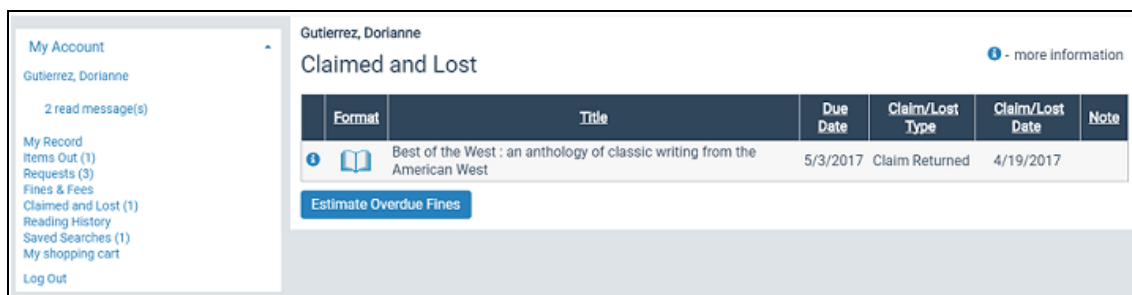 My Account
Gutierrez, Dorianne
2 read message(s)
My Record
Items Out (1)
Requests (3)
Fines & Fees
Claimed and Lost (1)
Reading History
Saved Searches (1)
My shopping cart
Log Out
Gutierrez, Dorianne
Claimed and Lost
i - more information
i Format Title Due Date Claim/Lost Type Claim/Lost Date Note
i Best of the West : an anthology of classic writing from the
American West 5/3/2017 Claim Returned 4/19/2017
Estimate Overdue Fines